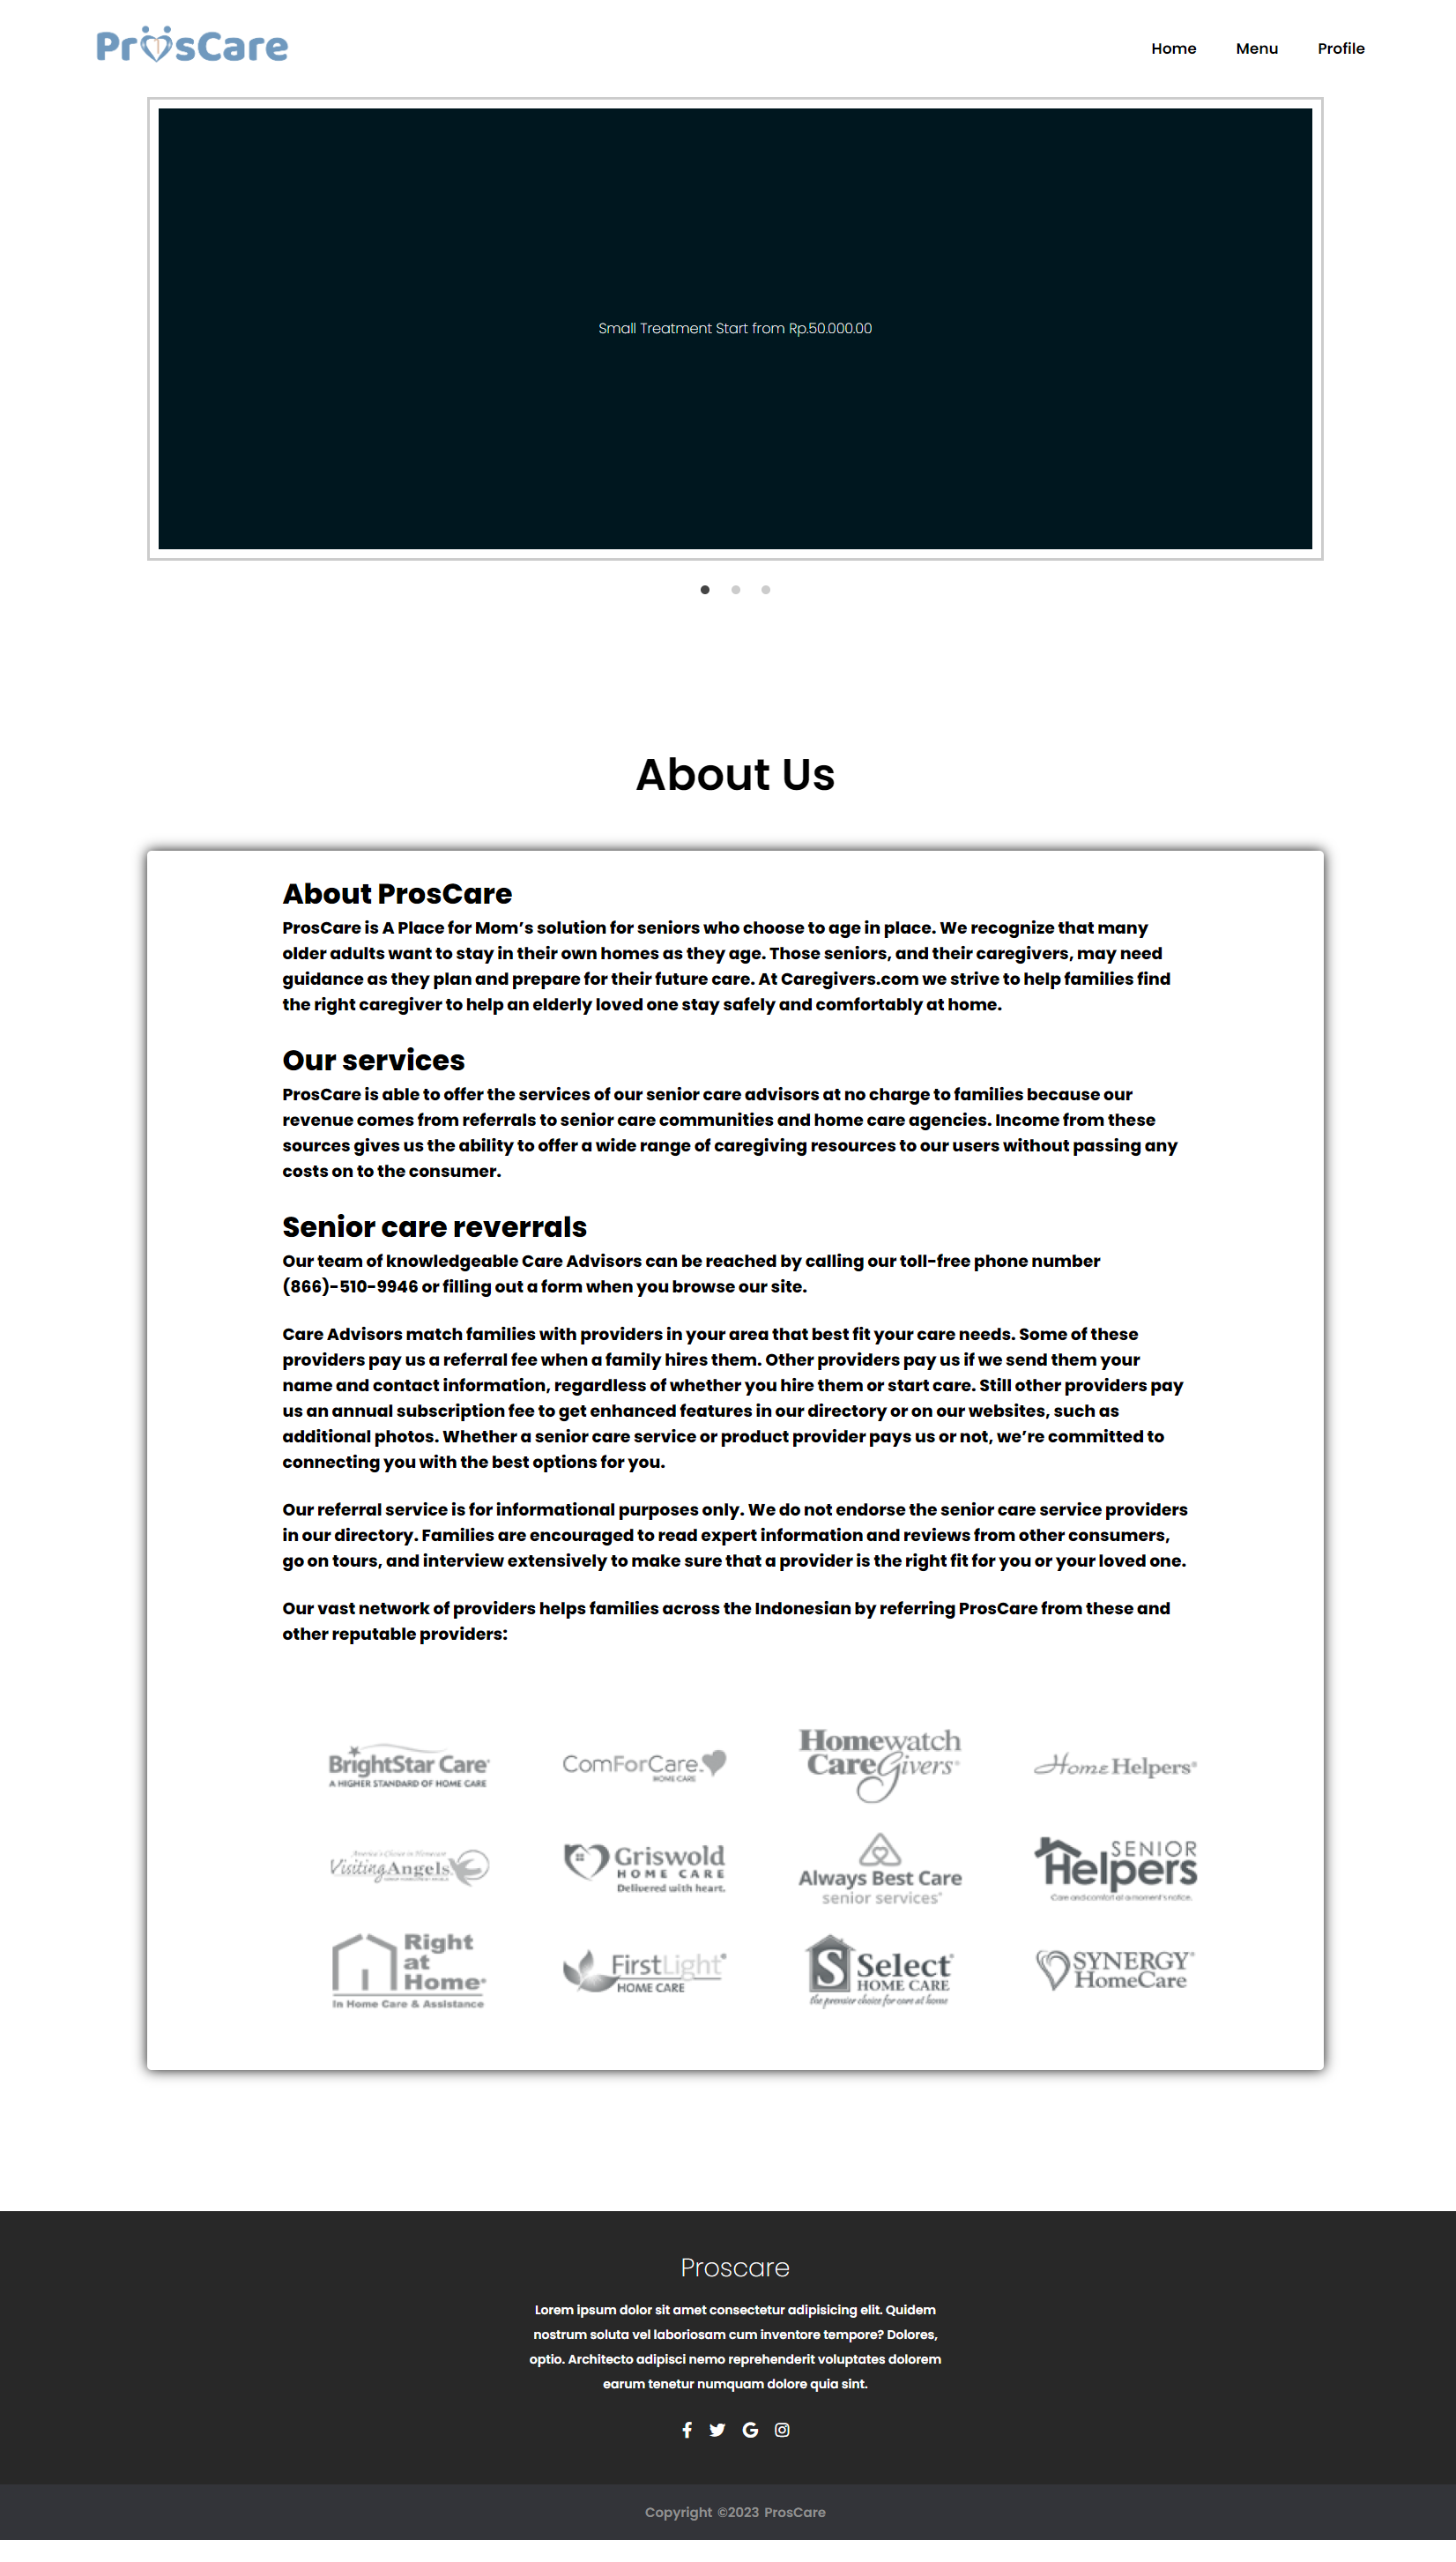 ProsCare
Home Menu Profile
Small Treatment Start from Rp.50.000.00
About Us
About ProsCare
ProsCare is A Place for Mom’s solution for seniors who choose to age in place. We recognize that many
older adults want to stay in their own homes as they age. Those seniors, and their caregivers, may need
guidance as they plan and prepare for their future care. At Caregivers.com we strive to help families find
the right caregiver to help an elderly loved one stay safely and comfortably at home.
Our services
ProsCare is able to offer the services of our senior care advisors at no charge to families because our
revenue comes from referrals to senior care communities and home care agencies. Income from these
sources gives us the ability to offer a wide range of caregiving resources to our users without passing any
costs on to the consumer.
Senior care reverrals
Our team of knowledgeable Care Advisors can be reached by calling our toll-free phone number
(866)-510-9946 or filling out a form when you browse our site.
Care Advisors match families with providers in your area that best fit your care needs. Some of these
providers pay us a referral fee when a family hires them. Other providers pay us if we send them your
name and contact information, regardless of whether you hire them or start care. Still other providers pay
us an annual subscription fee to get enhanced features in our directory or on our websites, such as
additional photos. Whether a senior care service or product provider pays us or not, we’re committed to
connecting you with the best options for you.
Our referral service is for informational purposes only. We do not endorse the senior care service providers
in our directory. Families are encouraged to read expert information and reviews from other consumers,
go on tours, and interview extensively to make sure that a provider is the right fit for you or your loved one.
Our vast network of providers helps families across the Indonesian by referring ProsCare from these and
other reputable providers:
BrightStar Care®
A HIGHER STANDARD OF HOME CARE
ComForCare
HOME CARE
Homewatch
CareGivers®
Home Helpers®
America's Choice in Homecare
Visiting Angels
Griswold
HOME CARE
Delivered with heart.
Always Best Care
senior services®
SENIOR
Helpers
Care and comfort at a moment's notice.
Right
at
Home®
In Home Care & Assistance
FirstLight®
HOME CARE
S Select®
HOME CARE
the premier choice for care at home
SYNERGY®
HomeCare
Proscare
Lorem ipsum dolor sit amet consectetur adipisicing elit. Quidem
nostrum soluta vel laboriosam cum inventore tempore? Dolores,
optio. Architecto adipisci nemo reprehenderit voluptates dolorem
earum tenetur numquam dolore quia sint.
Copyright ©2023 ProsCare